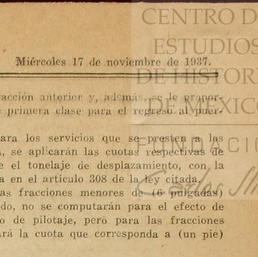 CENTRO DE
ESTUDIOS
DE HISTOR
DE MÉXICO
FUNDACIÓ
Miércoles 17 de noviembre de 1937.
acción anterior y, además, se le propor-
e primera clase para el regreso al puer-
ara los servicios que se presten a las
, se aplicarán las cuotas respectivas de
e el tonelaje de desplazamiento, con la
a en el artículo 308 de la ley citada.
as fracciones menores de (6 pulgadas)
do, no se computarán para el efecto de
o de pilotaje, pero para las fracciones
ará la cuota que corresponda a (un pie)